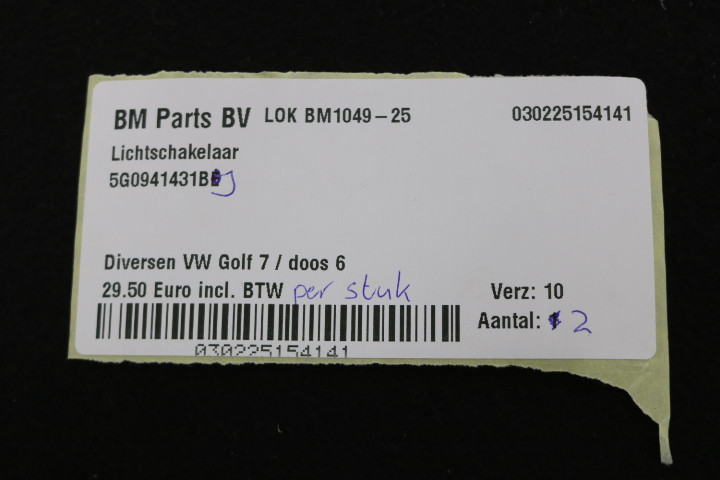 BM Parts BV LOK BM1049-25 030225154141
Lichtschakelaar
5G0941431BJ
Diversen VW Golf 7 / doos 6
29.50 Euro incl. BTW per stuk Verz: 10
Aantal: 2
030225154141